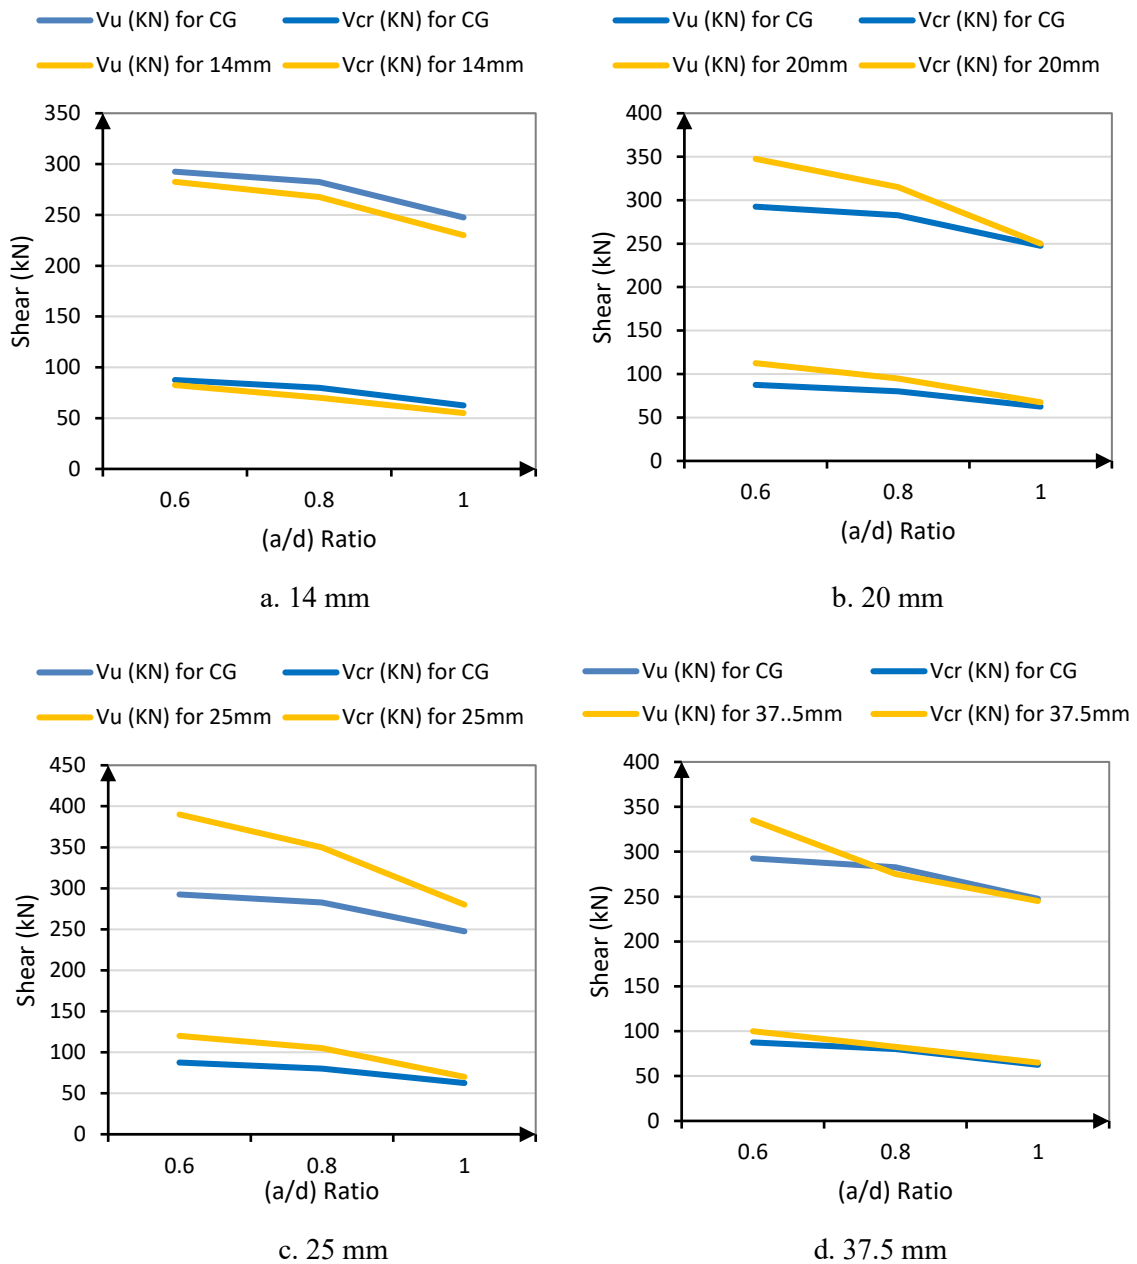 Vu (KN) for CG
Vcr (KN) for CG
Vu (KN) for 14mm
Vcr (KN) for 14mm
350
300
250
200
150
100
50
0
Shear (kN)
0.6 0.8 1
(a/d) Ratio
a. 14 mm
Vu (KN) for CG
Vcr (KN) for CG
Vu (KN) for 20mm
Vcr (KN) for 20mm
400
350
300
250
200
150
100
50
0
Shear (kN)
0.6 0.8 1
(a/d) Ratio
b. 20 mm
Vu (KN) for CG
Vcr (KN) for CG
Vu (KN) for 25mm
Vcr (KN) for 25mm
450
400
350
300
250
200
150
100
50
0
Shear (kN)
0.6 0.8 1
(a/d) Ratio
c. 25 mm
Vu (KN) for CG
Vcr (KN) for CG
Vu (KN) for 37..5mm
Vcr (KN) for 37.5mm
400
350
300
250
200
150
100
50
0
Shear (kN)
0.6 0.8 1
(a/d) Ratio
d. 37.5 mm